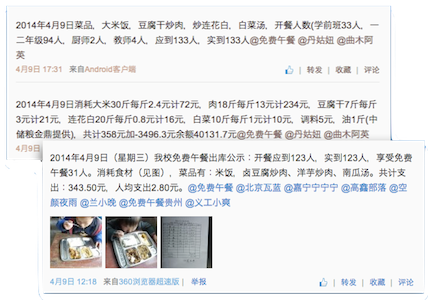 2014年4月9日菜品，大米饭，豆腐干炒肉，炒连花白，白菜汤，开餐人数(学前班33人，一
二年级94人，厨师2人，教师4人，应到133人，实到133人@免费午餐 @丹姑妞 @曲木阿
英
4月9日 17:31 来自Android客户端
转发 | 收藏 | 评论
2014年4月9日消耗大米30斤每斤2.4元计72元，肉18斤每斤13元计234元，豆腐干7斤每斤
3元计21元，连花白20斤每斤0.8元计16元，白菜10斤每斤1元计10元，调料5元，油1斤(中
储粮金鼎提供)，共计358元加-3496.3元余额40131.7元@免费午餐 @丹姑妞 @曲木阿
2014年4月9日（星期三）我校免费午餐出库公示：开餐应到123人，实到123人，享受免费
午餐31人。消耗食材（见图），菜品有：米饭，卤豆腐炒肉、洋芋炒肉、南瓜汤。共计支
出：343.50元，人均支出2.80元。@免费午餐 @北京瓦蓝 @嘉宁宁宁宁 @高鑫部落 @空
颜夜雨 @兰小晚 @免费午餐贵州 @义工小爽
4月9日 12:18 来自360浏览器超速版 | 举报
转发 | 收藏 | 评论